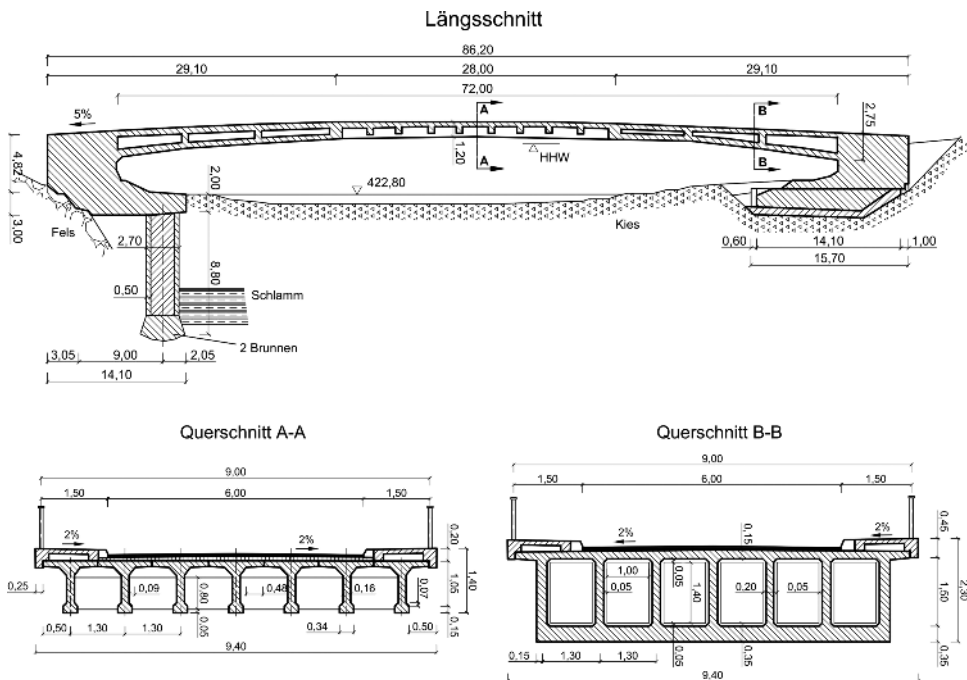 Längsschnitt
86,20
29,10 28,00 29,10
72,00
5% A B 2,75
4,82 1,20 HHW
A B
2,00 422,80
3,00 Fels Kies
2,70 0,60 14,10 1,00
15,70
8,80
0,50 Schlamm
2 Brunnen
3,05 9,00 2,05
14,10
Querschnitt A-A
9,00
1,50 6,00 1,50
2% 2% 0,20
0,25 0,09 0,80 0,48 0,16 0,07 1,05 1,40
0,50 1,30 1,30 0,05 0,34 0,50 0,15
9,40
Querschnitt B-B
9,00
1,50 6,00 1,50
2% 0,15 2% 0,45
1,00 0,05 0,05 1,40 0,20 0,05 1,50 2,30
0,15 1,30 1,30 0,05 0,35 0,35
9,40